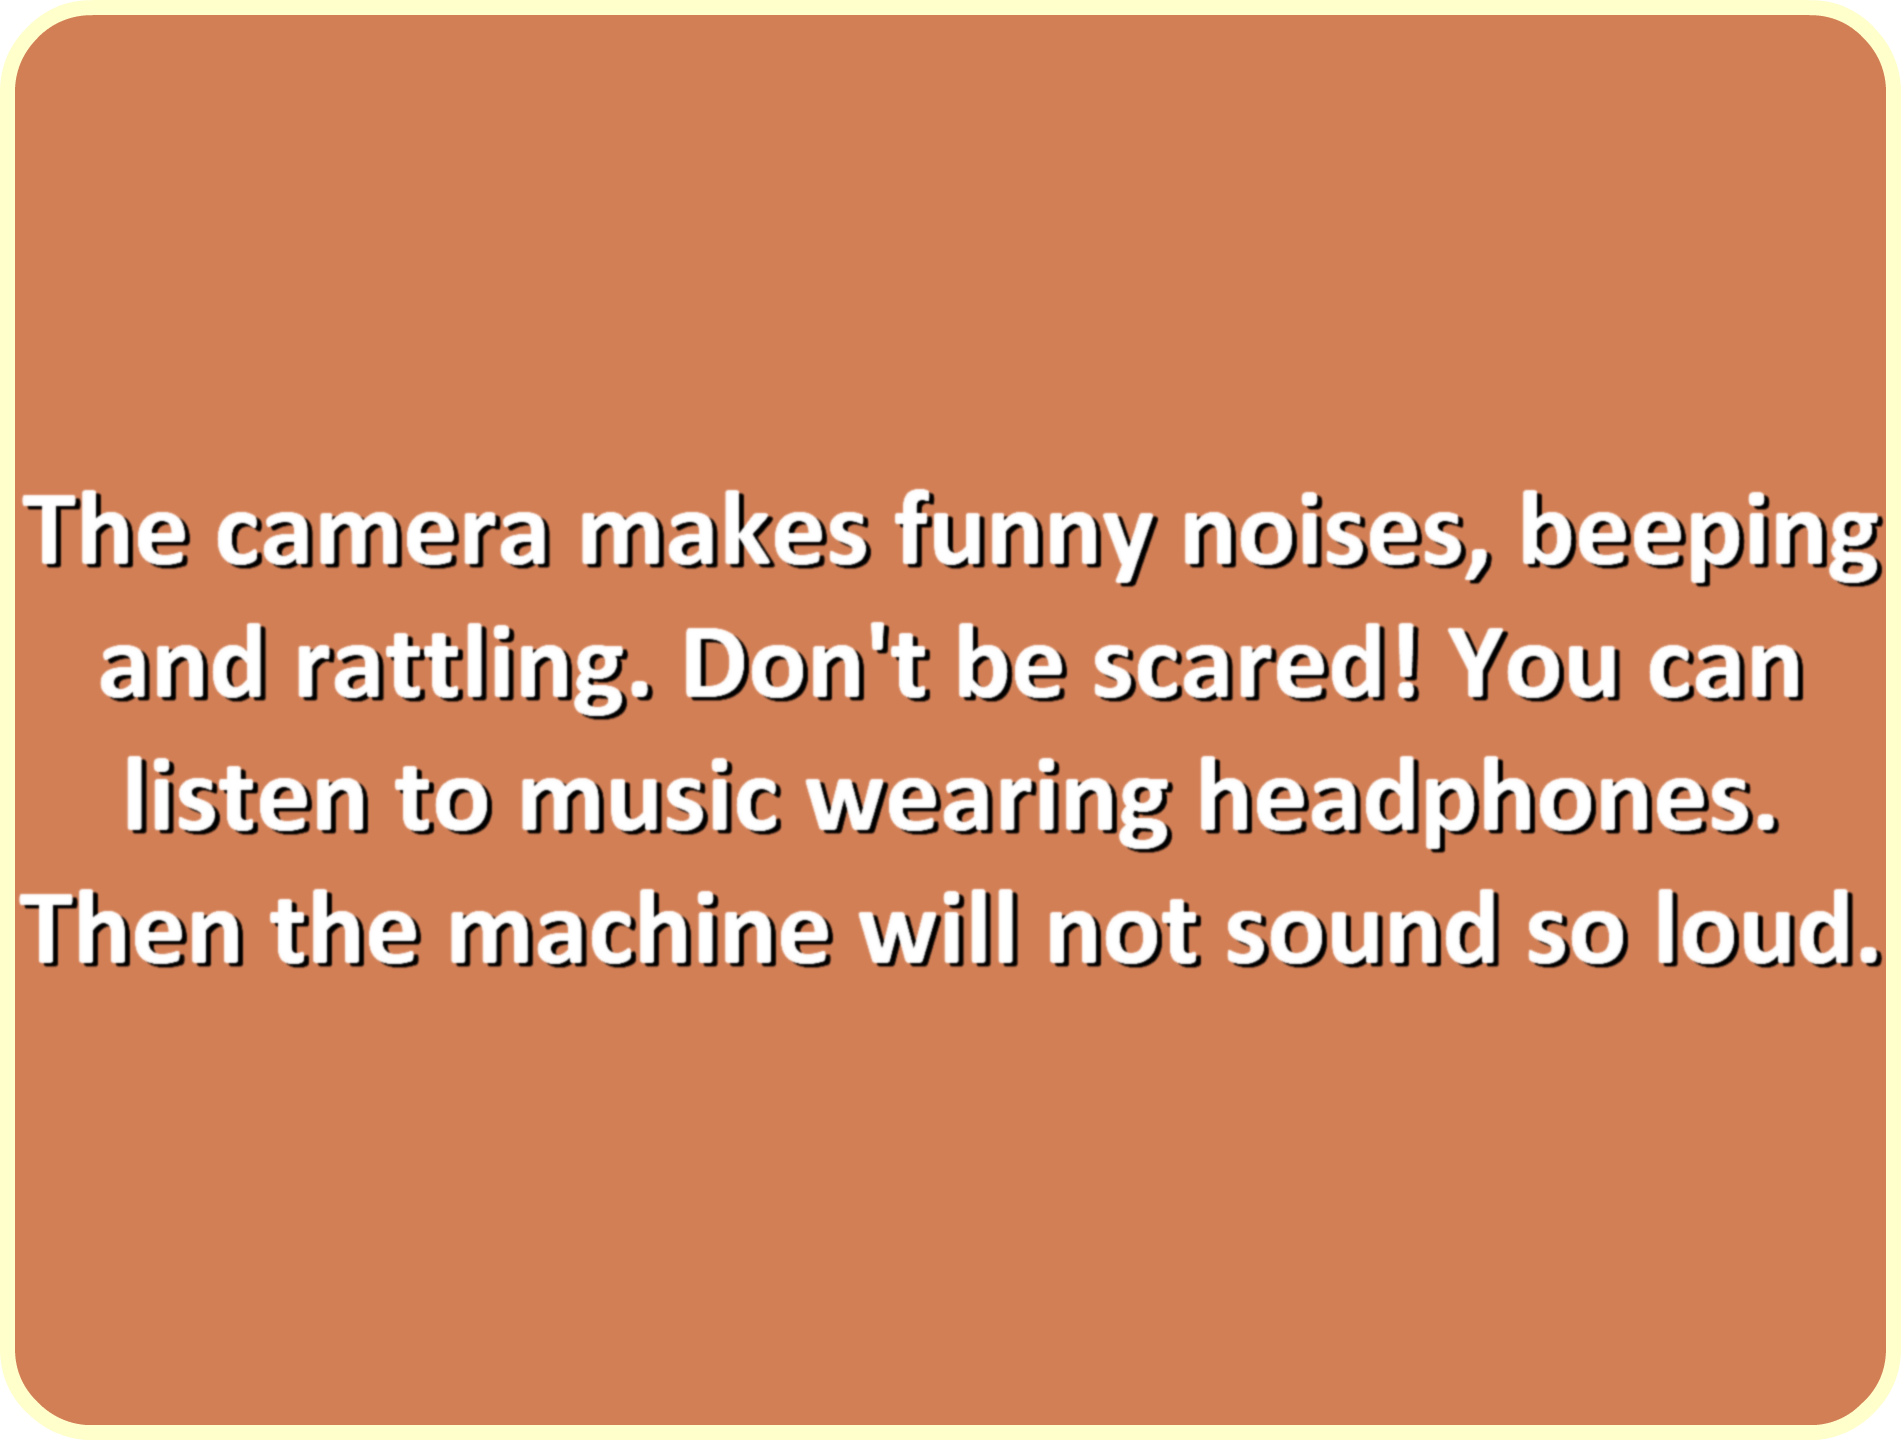 The camera makes funny noises, beeping
and rattling. Don't be scared! You can
listen to music wearing headphones.
Then the machine will not sound so loud.